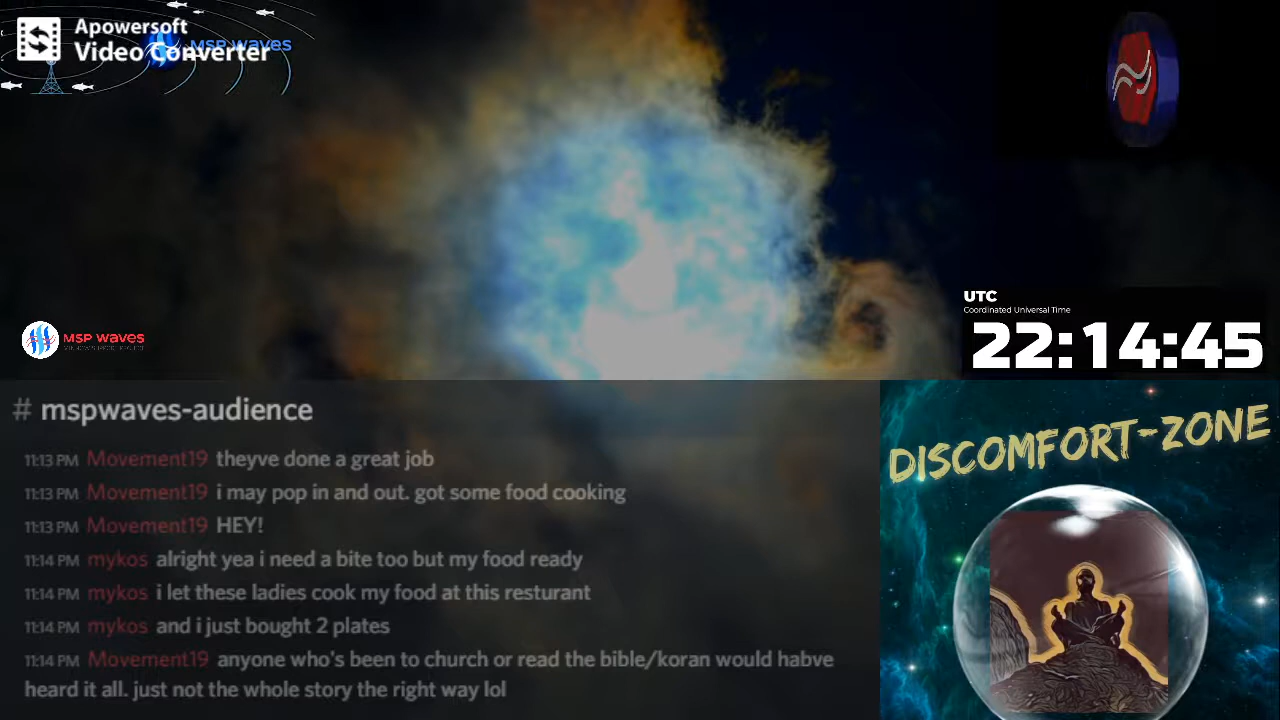 Apowersoft
Video Converter
MSP WAVES
MSP WAVES
UTC
Coordinated Universal Time
22:14:45
# mspwaves-audience
11:13 PM Movement19 theyve done a great job
11:13 PM Movement19 i may pop in and out. got some food cooking
11:13 PM Movement19 HEY!
11:14 PM mykos alright yea i need a bite too but my food ready
11:14 PM mykos i let these ladies cook my food at this resturant
11:14 PM mykos and i just bought 2 plates
11:14 PM Movement19 anyone who's been to church or read the bible/koran would habve
heard it all. just not the whole story the right way lol
DISCOMFORT-ZONE